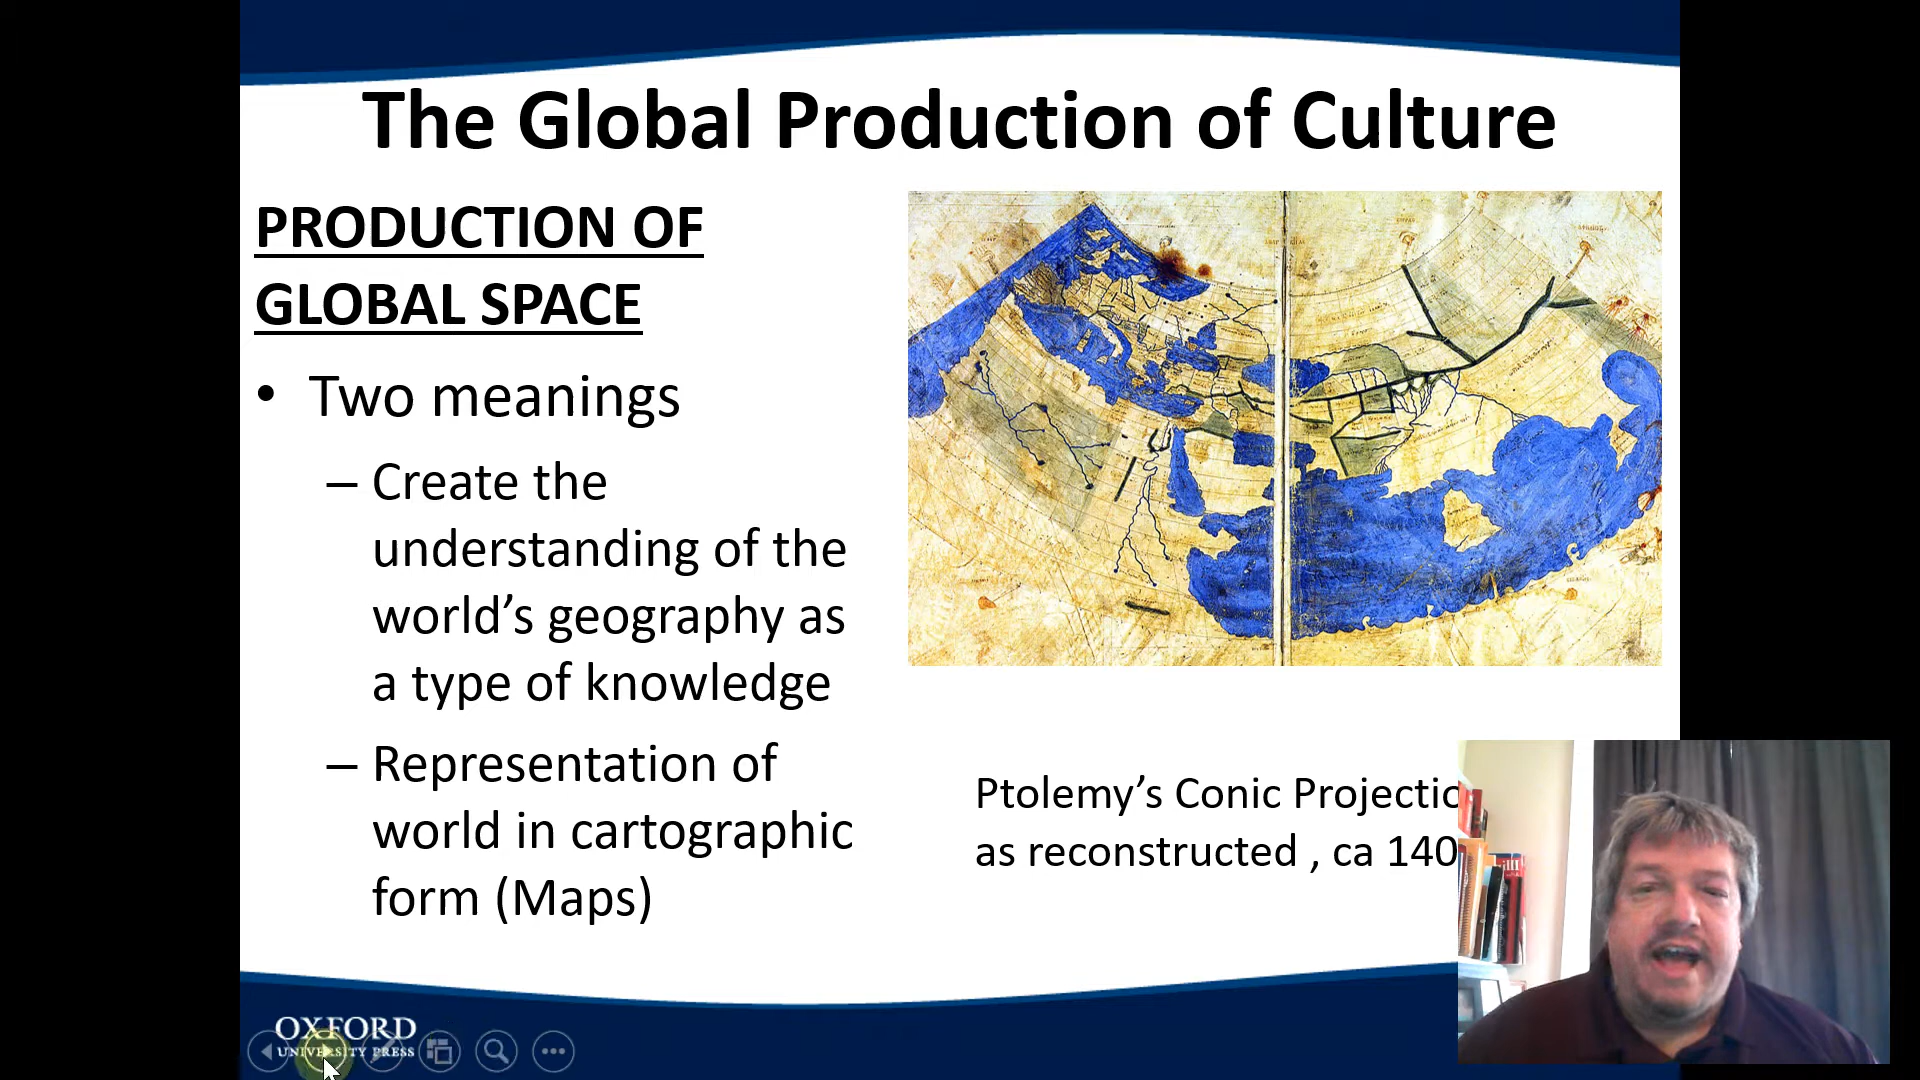 The Global Production of Culture
PRODUCTION OF
GLOBAL SPACE
• Two meanings
– Create the
understanding of the
world’s geography as
a type of knowledge
– Representation of
world in cartographic
form (Maps)
Ptolemy’s Conic Projectio
as reconstructed , ca 140
OXFORD
UNIVERSITY PRESS